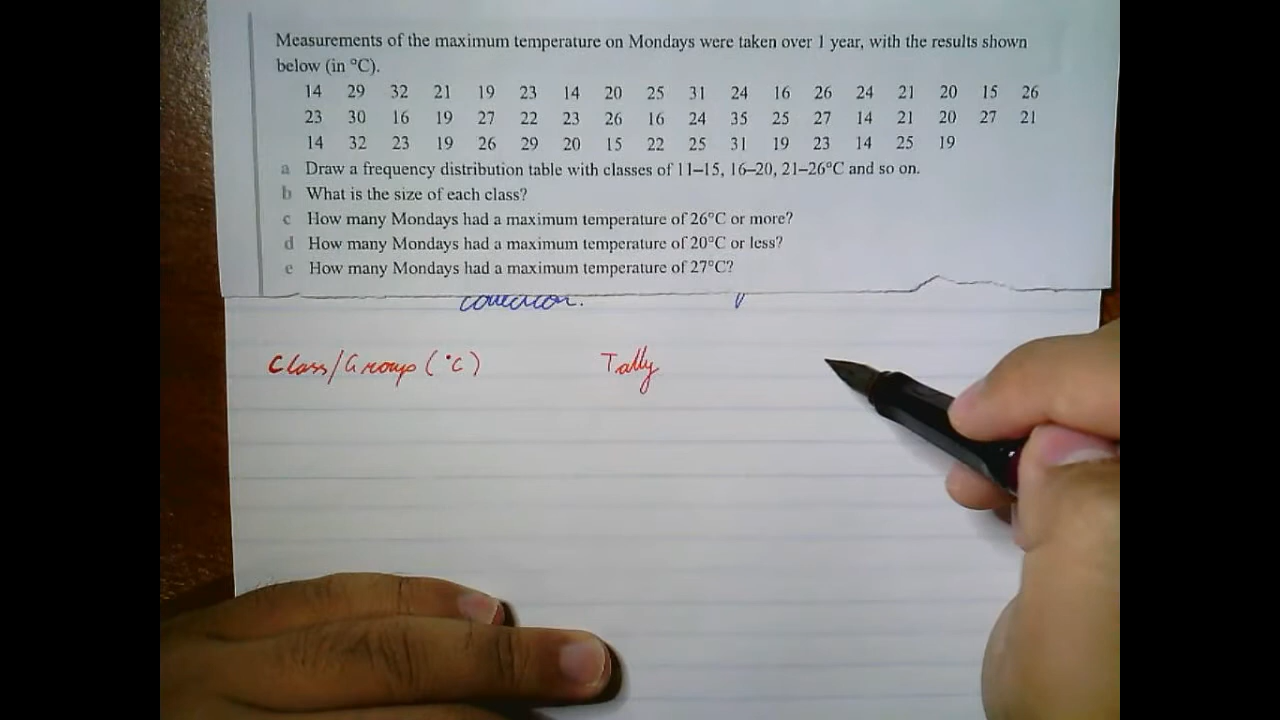 Measurements of the maximum temperature on Mondays were taken over 1 year, with the results shown
below (in °C).
14 29 32 21 19 23 14 20 25 31 24 16 26 24 21 20 15 26
23 30 16 19 27 22 23 26 16 24 35 25 27 14 21 20 27 21
14 32 23 19 26 29 20 15 22 25 31 19 23 14 25 19
a Draw a frequency distribution table with classes of 11–15, 16–20, 21–26°C and so on.
b What is the size of each class?
c How many Mondays had a maximum temperature of 26°C or more?
d How many Mondays had a maximum temperature of 20°C or less?
e How many Mondays had a maximum temperature of 27°C?
Class/Group (°C) Tally